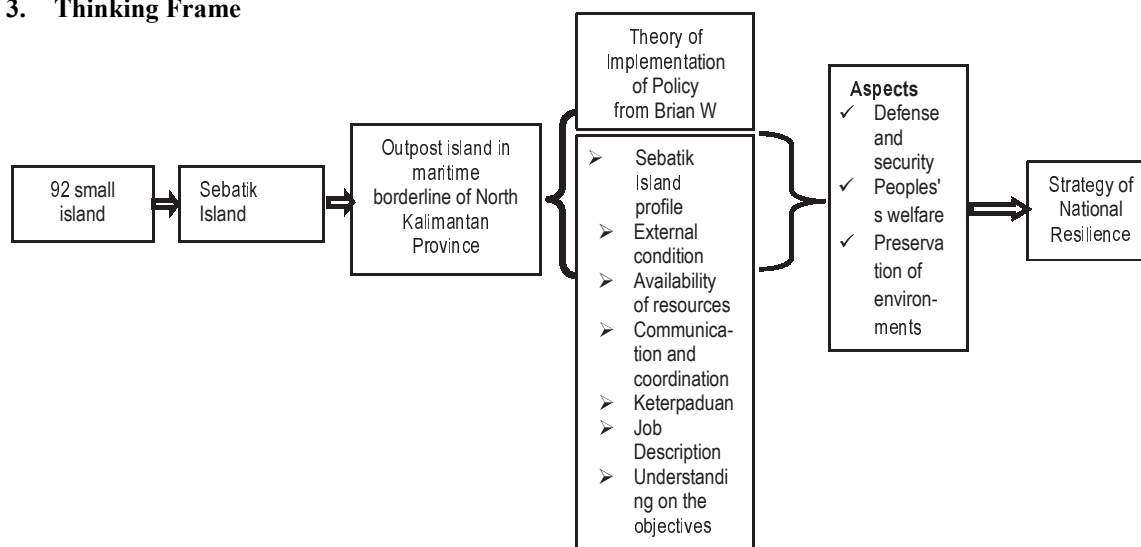 3. Thinking Frame
92 small
island
Sebatik
Island
Outpost island in
maritime
borderline of North
Kalimantan
Province
Theory of
Implementation
of Policy
from Brian W
➢ Sebatik
Island
profile
➢ External
condition
➢ Availability
of resources
➢ Communica-
tion and
coordination
➢ Keterpaduan
➢ Job
Description
➢ Understandi
ng on the
objectives
Aspects
✓ Defense
and
security
✓ Peoples'
s welfare
✓ Preserva
tion of
environ-
ments
Strategy of
National
Resilience